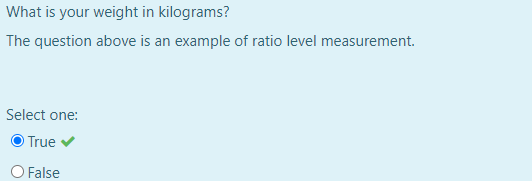 What is your weight in kilograms?
The question above is an example of ratio level measurement.
Select one:
True
False